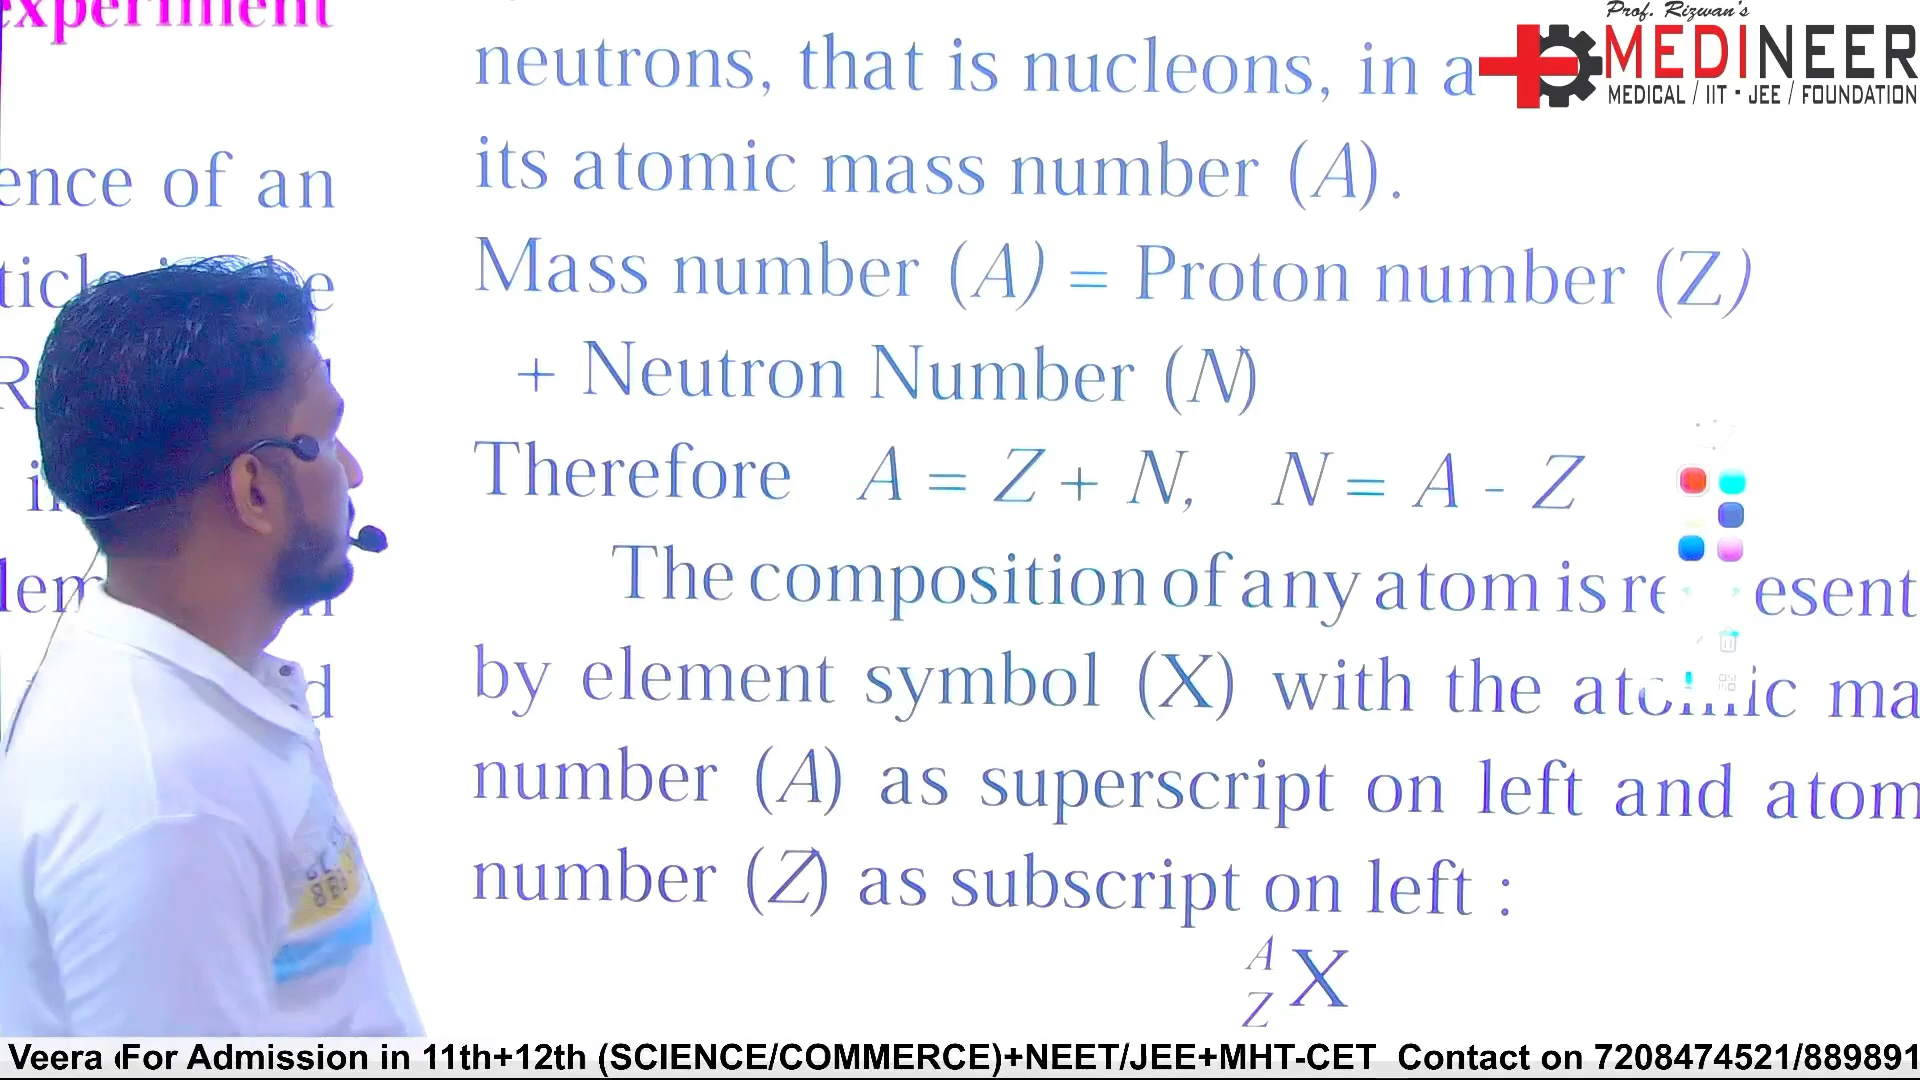 experiment
neutrons, that is nucleons, in a
Prof. Rizwan's
MEDINEER
MEDICAL / IIT - JEE / FOUNDATION
its atomic mass number (A).
ence of an
Mass number (A) = Proton number (Z)
+ Neutron Number (N)
Therefore A = Z + N, N = A - Z
The composition of any atom is re esent
by element symbol (X) with the atomic ma
number (A) as superscript on left and atom
number (Z) as subscript on left :
A
Z X
Veera For Admission in 11th+12th (SCIENCE/COMMERCE)+NEET/JEE+MHT-CET Contact on 7208474521/889891